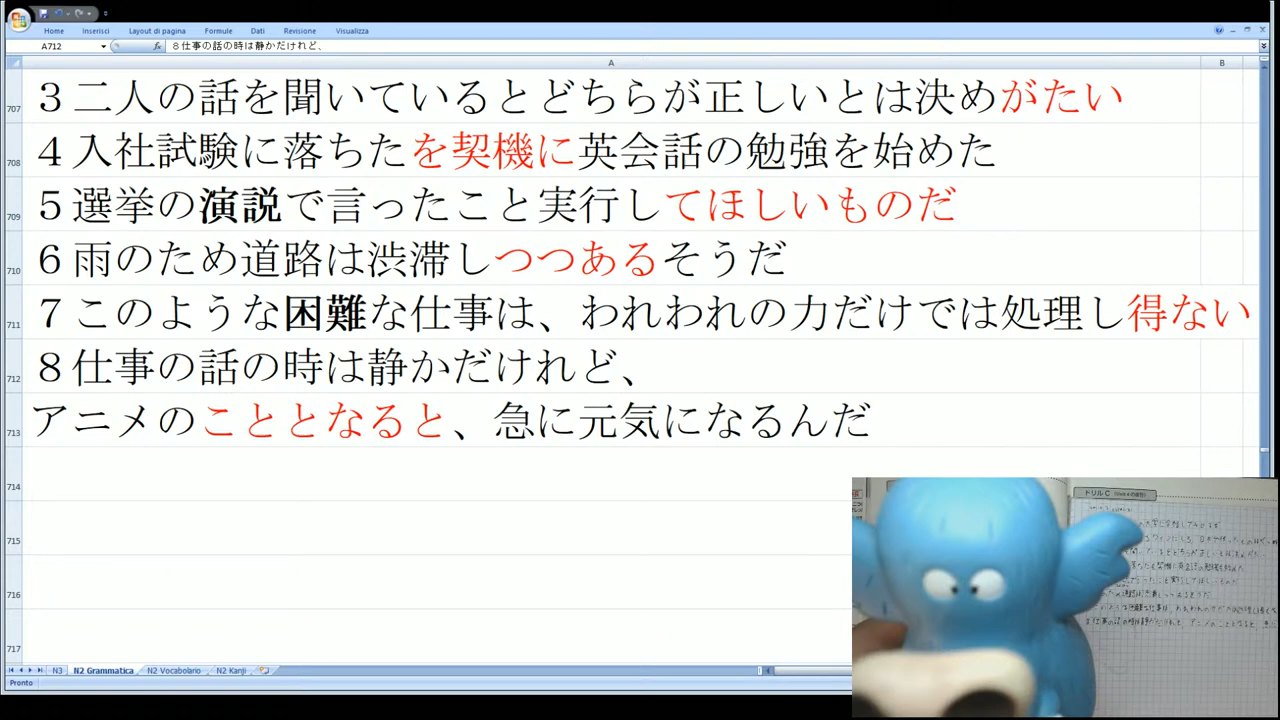 Home Inserisci Layout di pagina Formule Dati Revisione Visualizza
A712 fx 8仕事の話の時は静かだけれど、
A B
707 3二人の話を聞いているとどちらが正しいとは決めがたい
708 4入社試験に落ちたを契機に英会話の勉強を始めた
709 5選挙の演説で言ったこと実行してほしいものだ
710 6雨のため道路は渋滞しつつあるそうだ
711 7このような困難な仕事は、われわれの力だけでは処理し得ない
712 8仕事の話の時は静かだけれど、
713 アニメのこととなると、急に元気になるんだ
714
715
716
717
ドリルC
N3 N2 Grammatica N2 Vocabolario N2 Kanji
Pronto